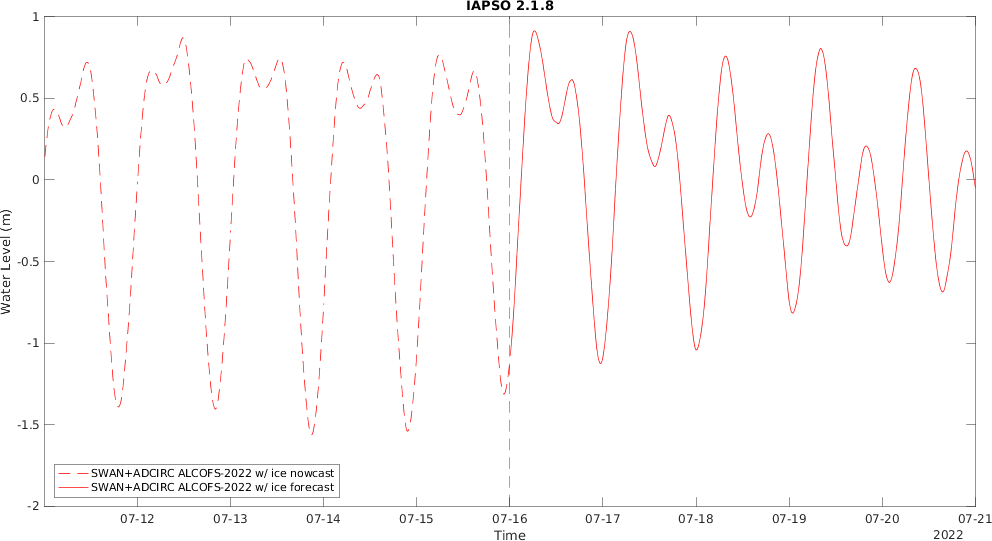 IAPSO 2.1.8
1
0.5
0
-0.5
-1
-1.5
-2
Water Level (m)
SWAN+ADCIRC ALCOFS-2022 w/ ice nowcast
SWAN+ADCIRC ALCOFS-2022 w/ ice forecast
07-12 07-13 07-14 07-15 07-16 07-17 07-18 07-19 07-20 07-21
Time
2022